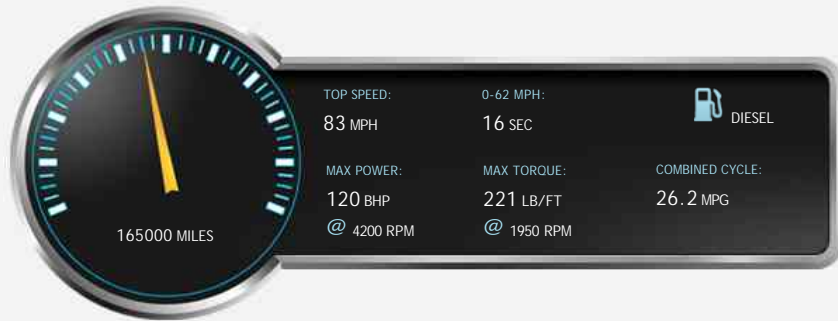 TOP SPEED:
83 MPH
0-62 MPH:
16 SEC
DIESEL
MAX POWER:
120 BHP
@ 4200 RPM
MAX TORQUE:
221 LB/FT
@ 1950 RPM
COMBINED CYCLE:
26.2 MPG
165000 MILES